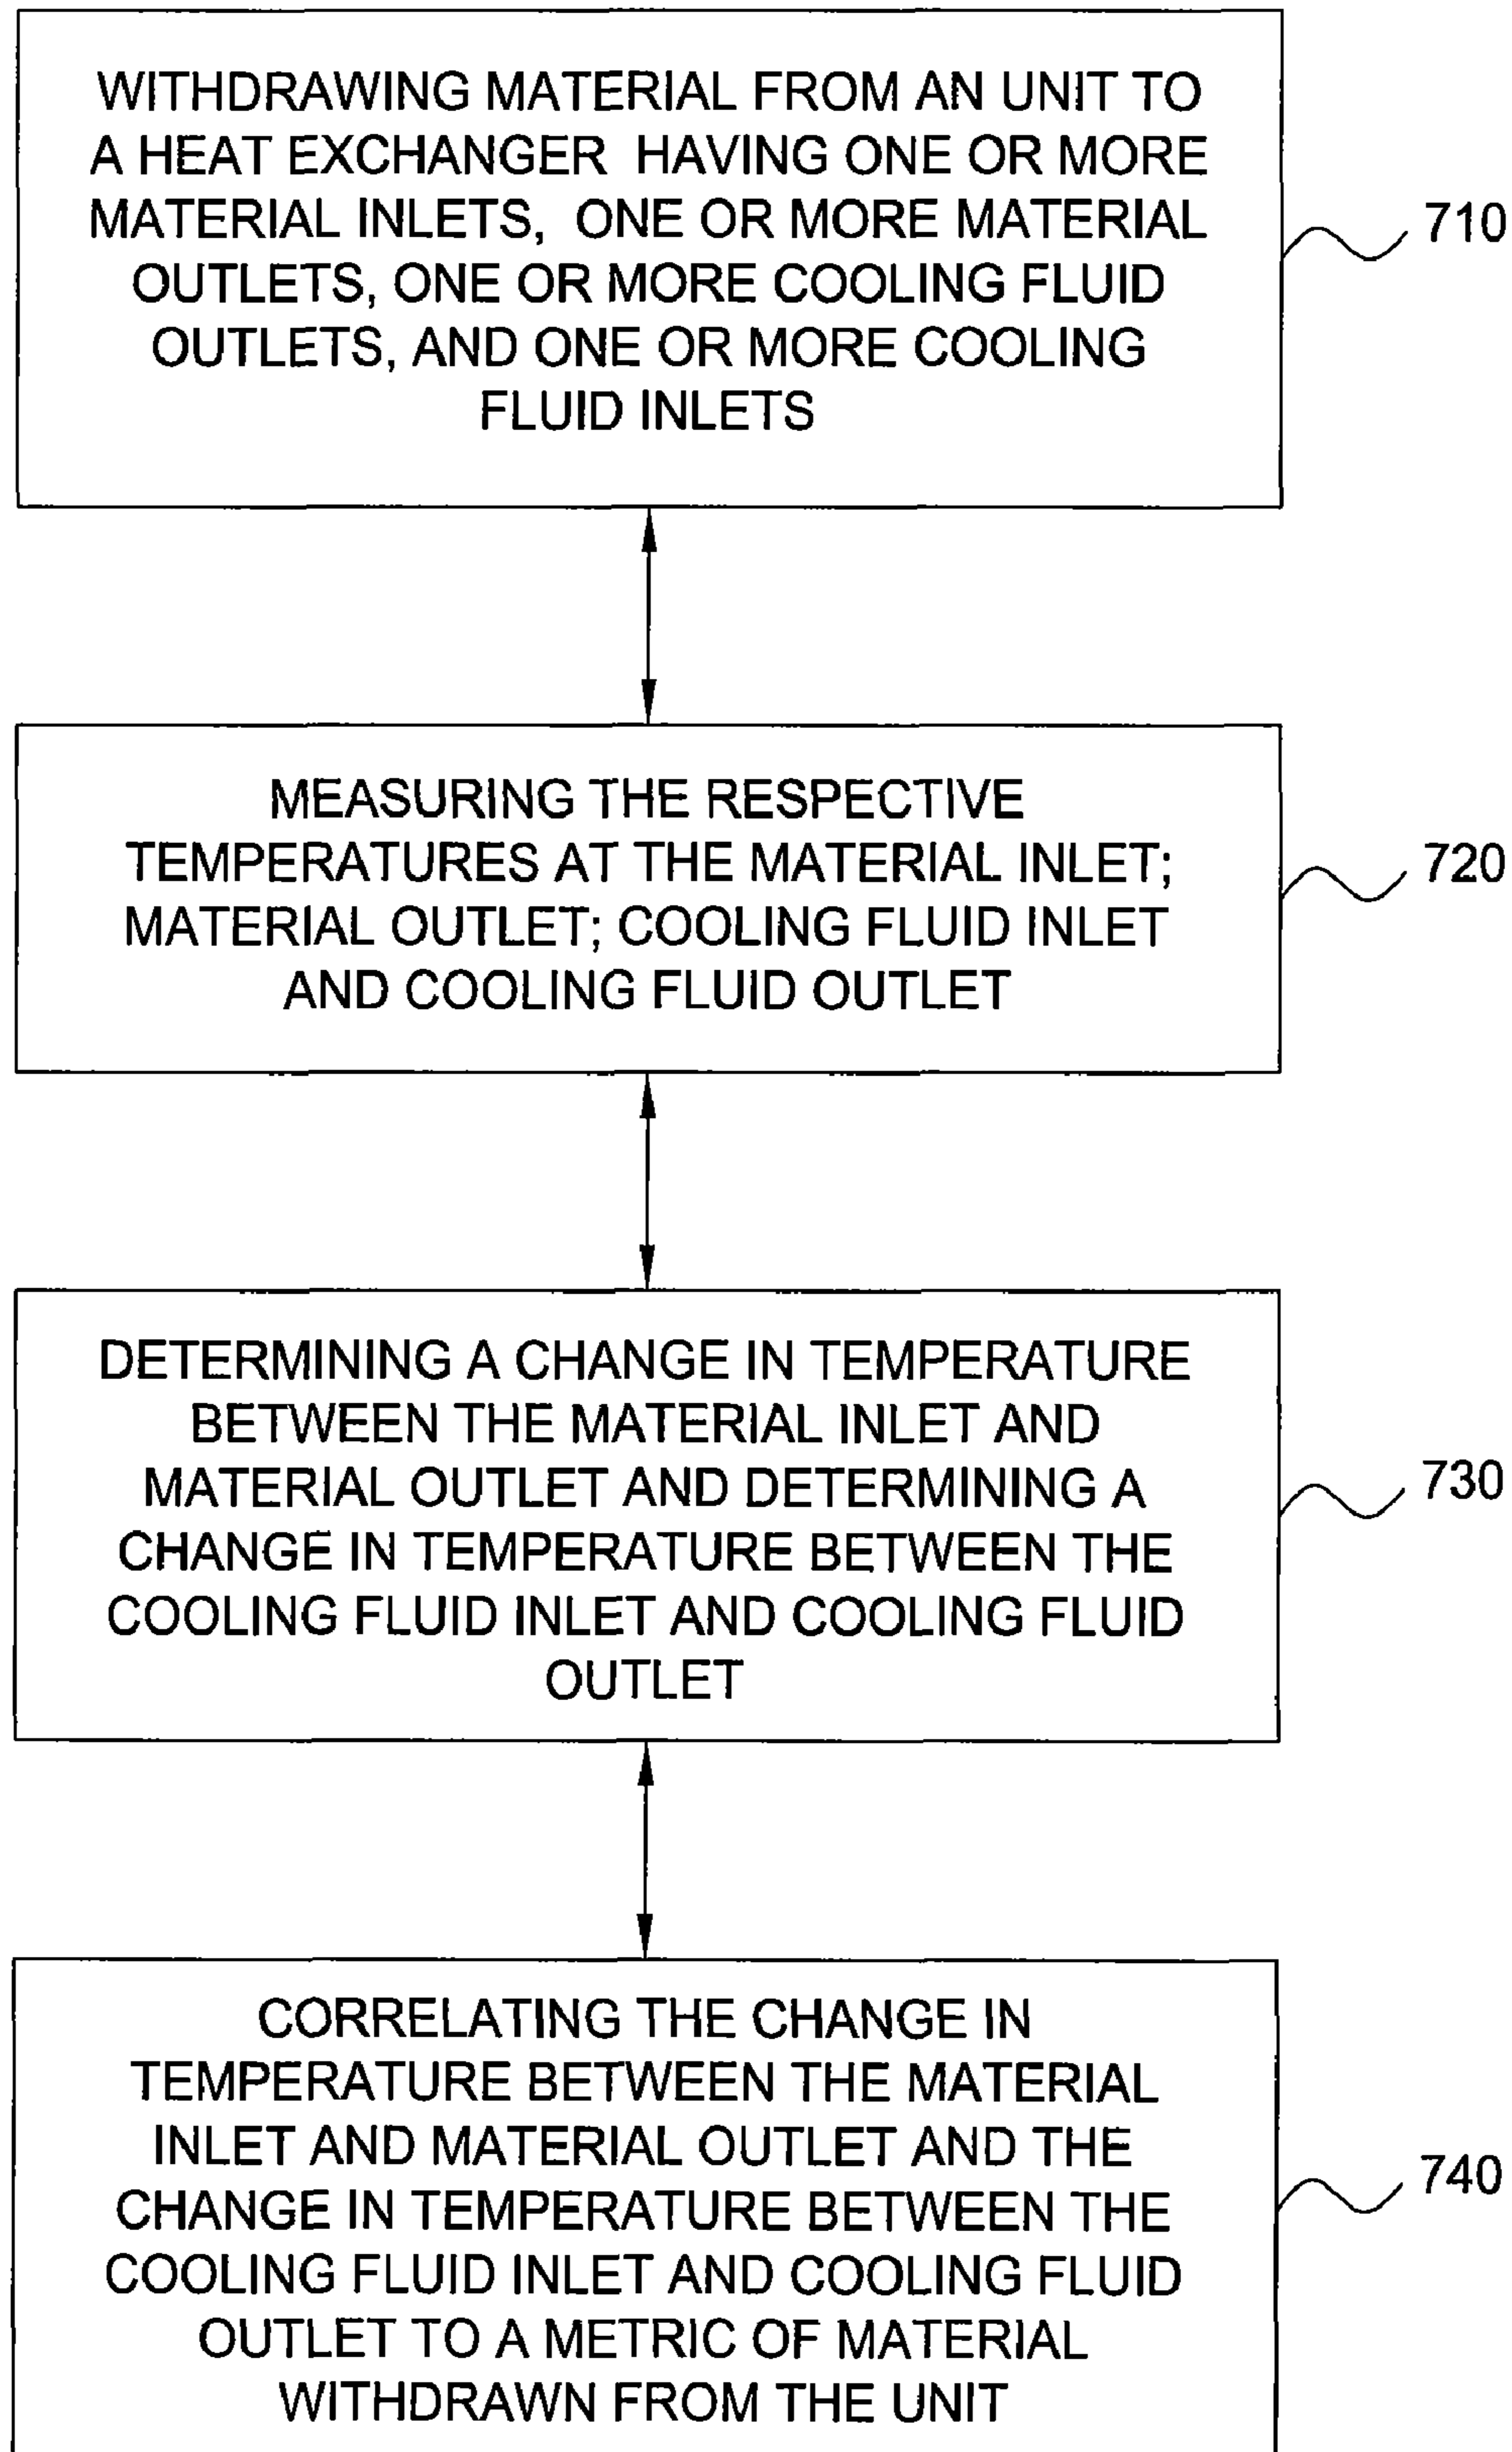 WITHDRAWING MATERIAL FROM AN UNIT TO
A HEAT EXCHANGER HAVING ONE OR MORE
MATERIAL INLETS, ONE OR MORE MATERIAL
OUTLETS, ONE OR MORE COOLING FLUID
OUTLETS, AND ONE OR MORE COOLING
FLUID INLETS
710
MEASURING THE RESPECTIVE
TEMPERATURES AT THE MATERIAL INLET;
MATERIAL OUTLET; COOLING FLUID INLET
AND COOLING FLUID OUTLET
720
DETERMINING A CHANGE IN TEMPERATURE
BETWEEN THE MATERIAL INLET AND
MATERIAL OUTLET AND DETERMINING A
CHANGE IN TEMPERATURE BETWEEN THE
COOLING FLUID INLET AND COOLING FLUID
OUTLET
730
CORRELATING THE CHANGE IN
TEMPERATURE BETWEEN THE MATERIAL
INLET AND MATERIAL OUTLET AND THE
CHANGE IN TEMPERATURE BETWEEN THE
COOLING FLUID INLET AND COOLING FLUID
OUTLET TO A METRIC OF MATERIAL
WITHDRAWN FROM THE UNIT
740